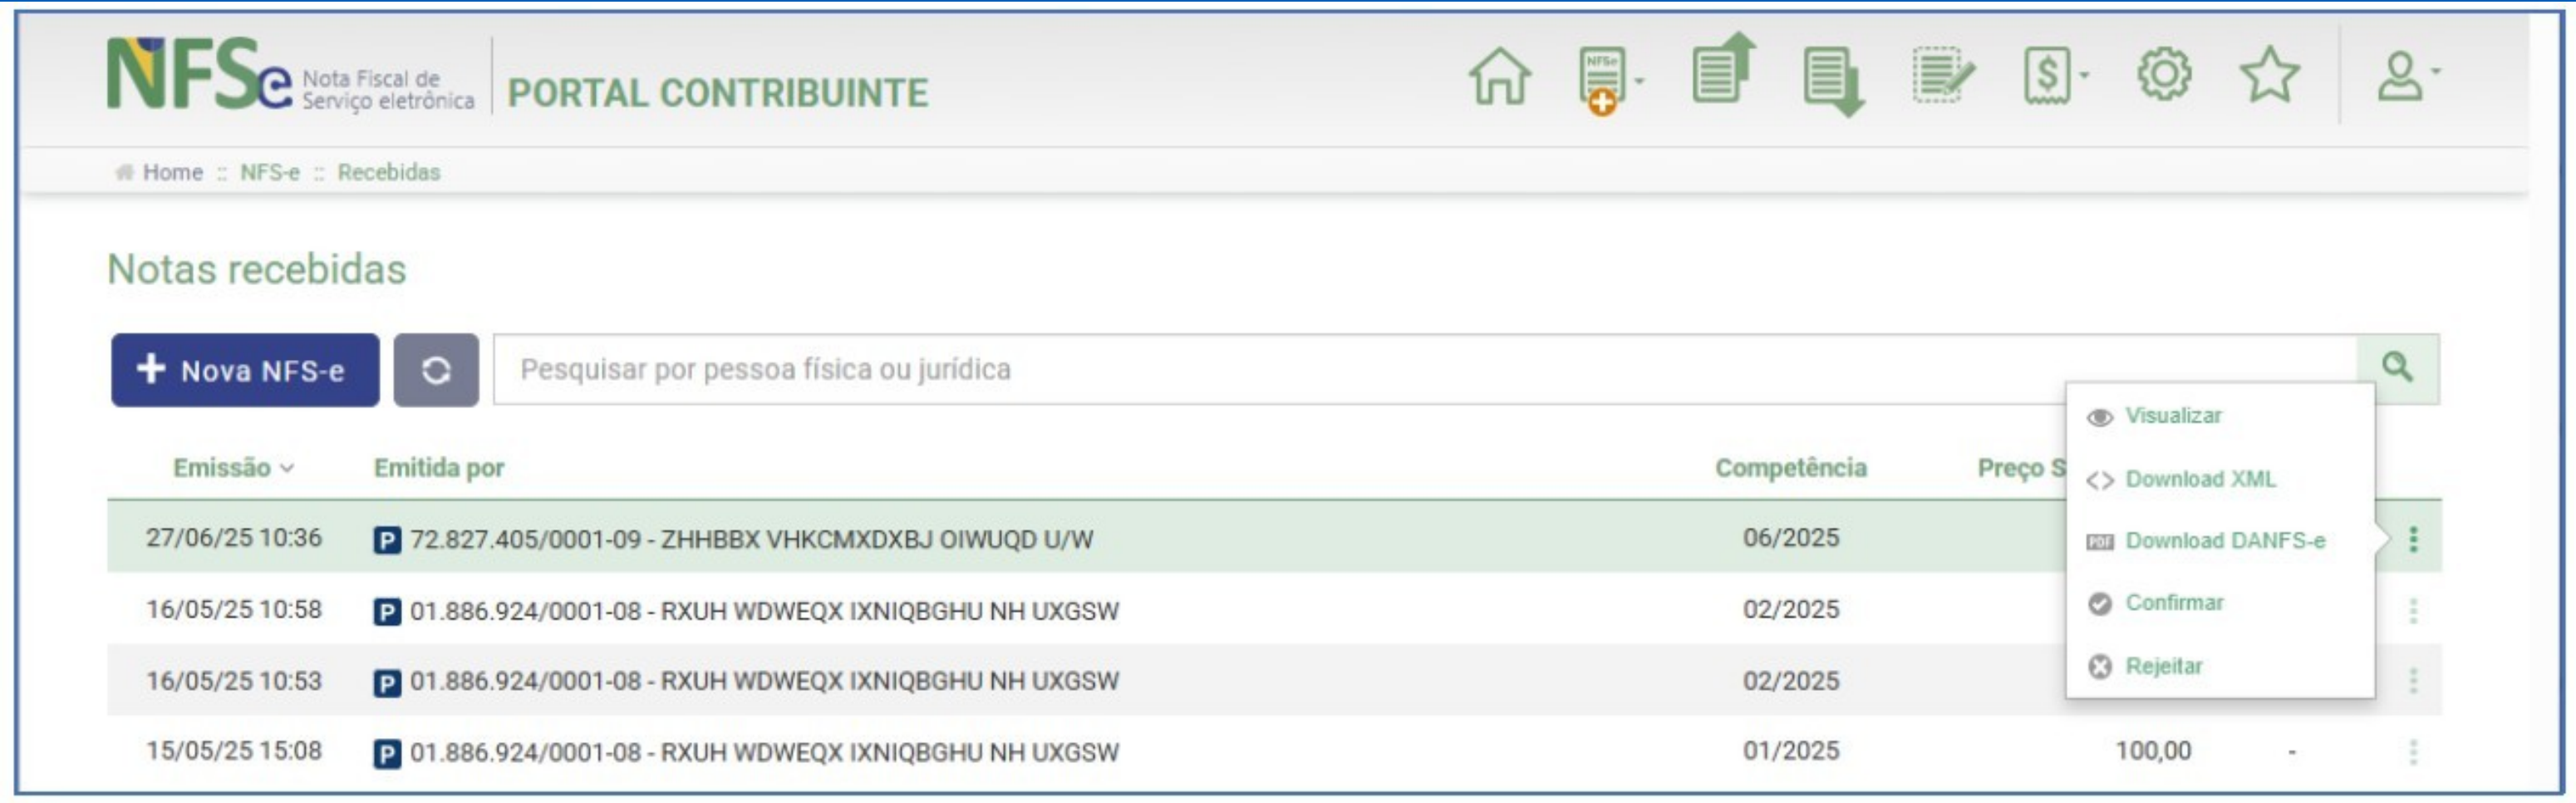 NFSe Nota Fiscal de
Serviço eletrônica
PORTAL CONTRIBUINTE
NFSe
$
Home :: NFS-e :: Recebidas
Notas recebidas
+ Nova NFS-e
Pesquisar por pessoa física ou jurídica
Emissão Emitida por Competência Preço S
27/06/25 10:36 P 72.827.405/0001-09 - ZHHBBX VHKCMXDXBJ OIWUQD U/W 06/2025
16/05/25 10:58 P 01.886.924/0001-08 - RXUH WDWEQX IXNIQBGHU NH UXGSW 02/2025
16/05/25 10:53 P 01.886.924/0001-08 - RXUH WDWEQX IXNIQBGHU NH UXGSW 02/2025
15/05/25 15:08 P 01.886.924/0001-08 - RXUH WDWEQX IXNIQBGHU NH UXGSW 01/2025 100,00 -
Visualizar
<> Download XML
PDF Download DANFS-e
Confirmar
Rejeitar